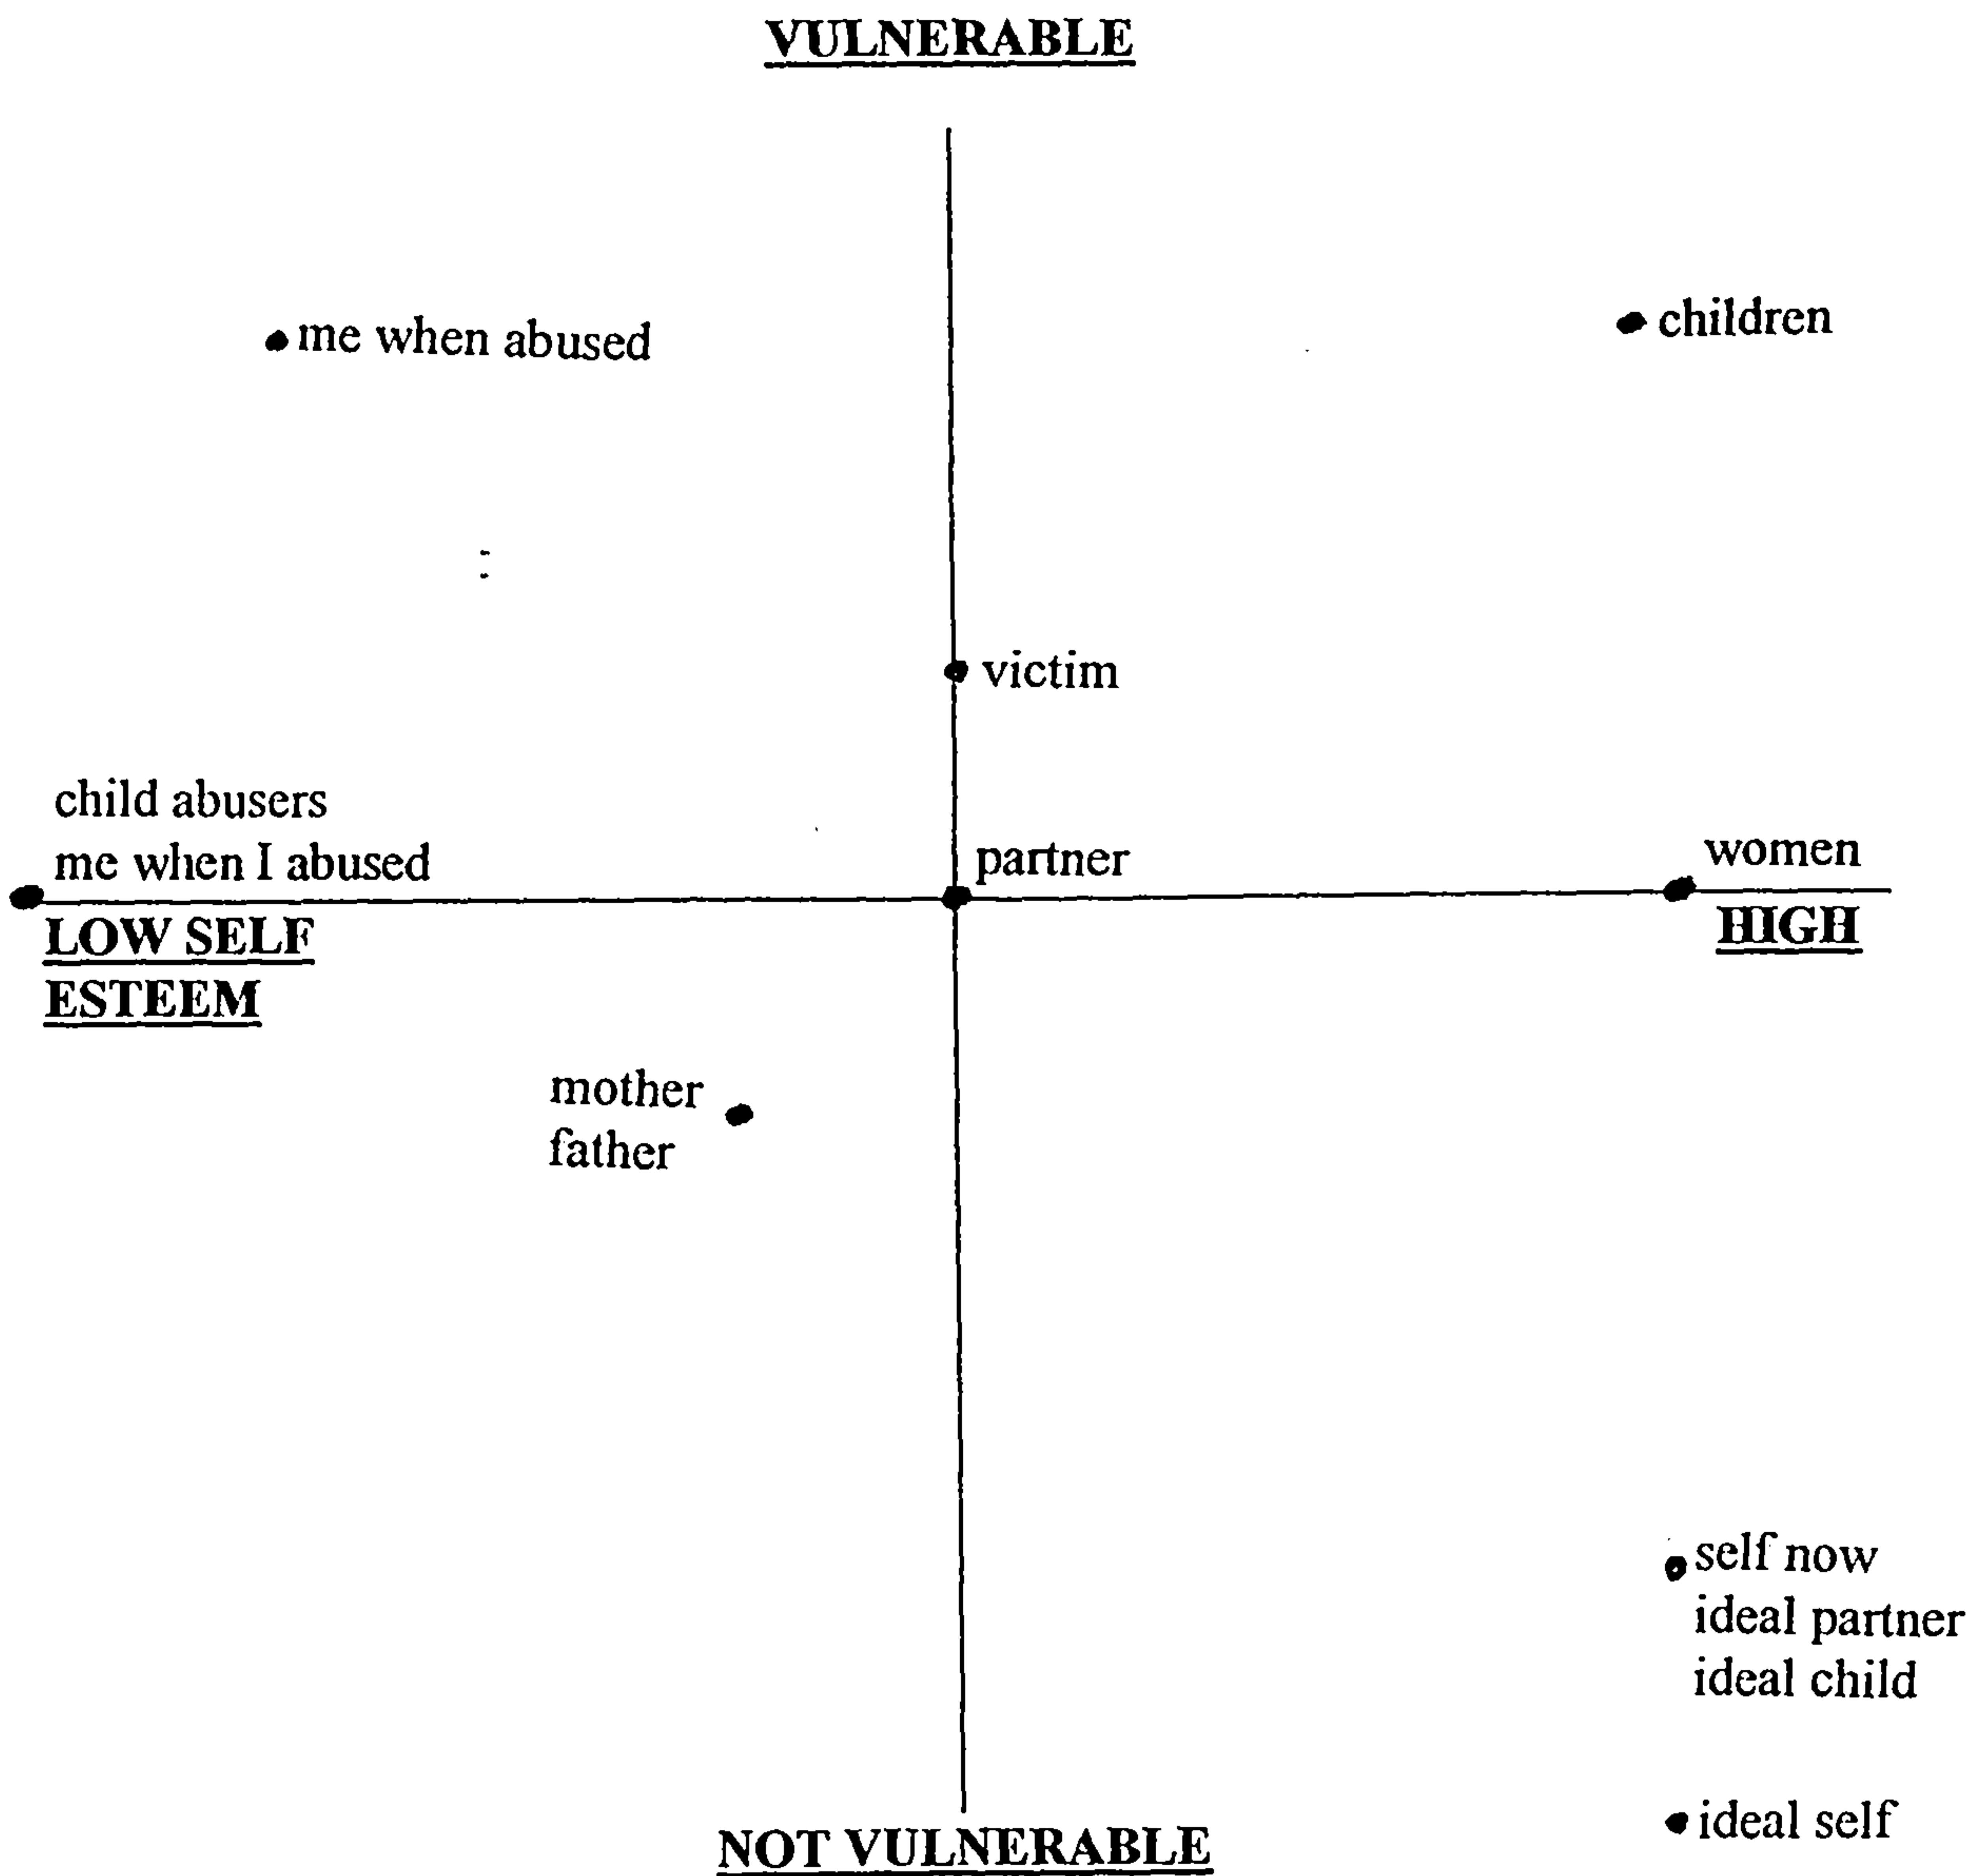 VULNERABLE
me when abused
children
victim
child abusers
me when I abused
partner
women
LOW SELF
ESTEEM
HIGH
mother
father
self now
ideal partner
ideal child
ideal self
NOT VULNERABLE